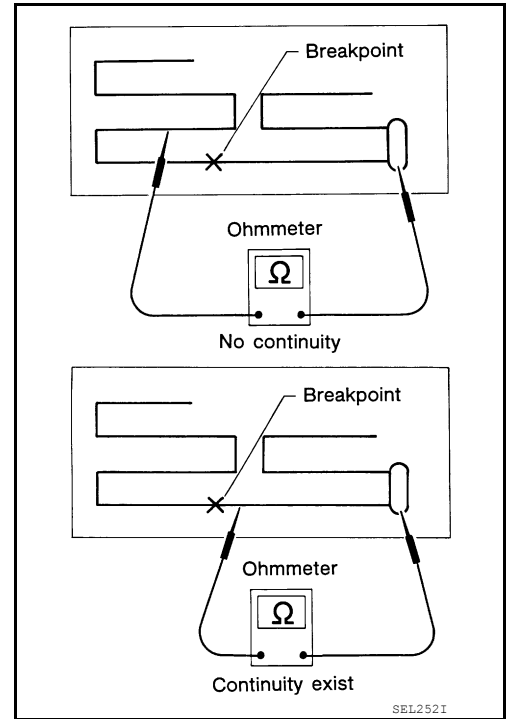 Breakpoint
Ohmmeter
Ω
No continuity
Breakpoint
Ohmmeter
Ω
Continuity exist
SEL252I